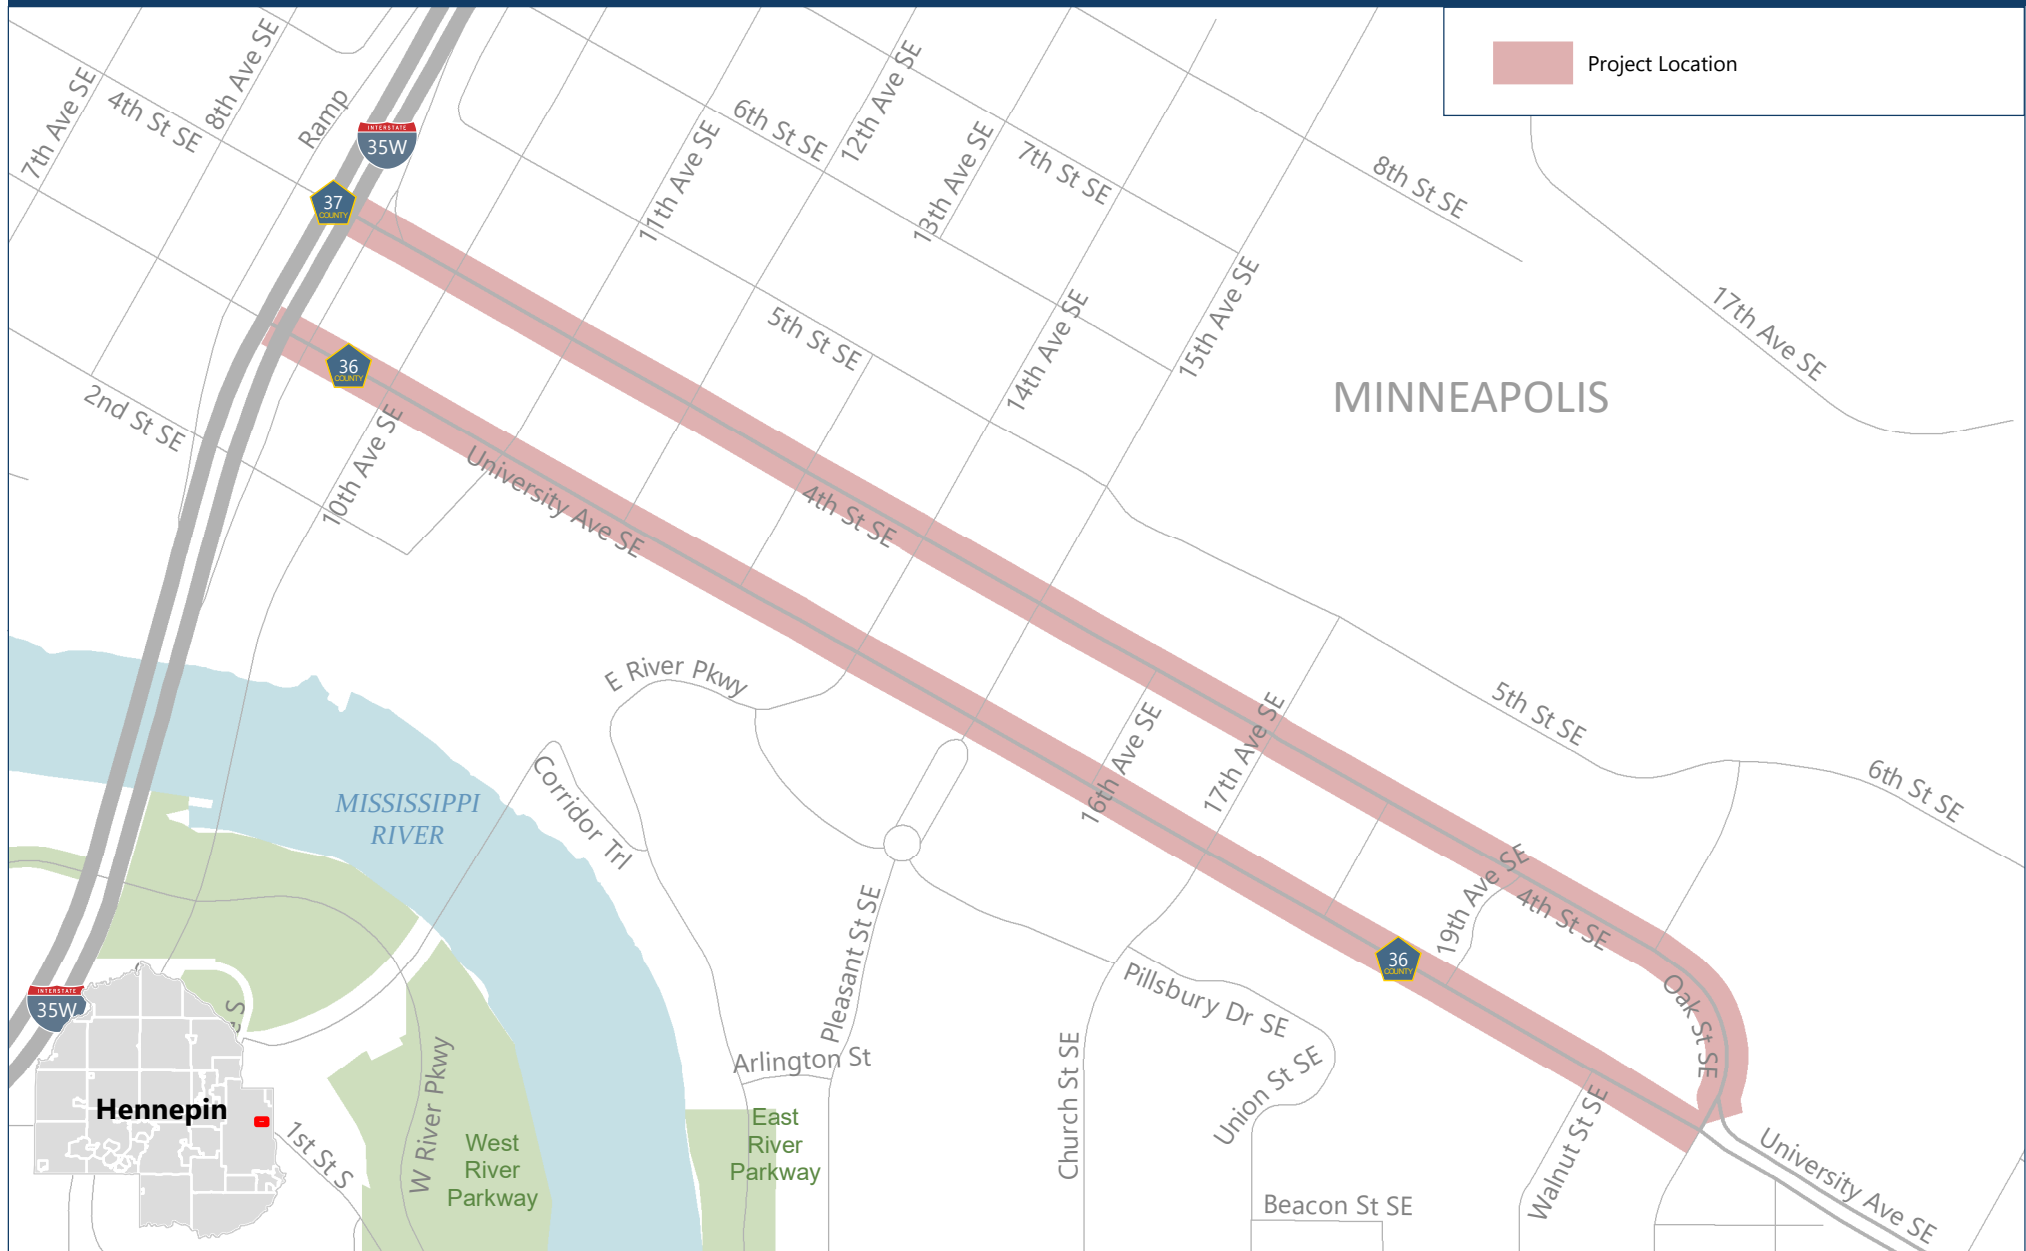 Project Location
8th Ave SE
7th Ave SE
4th St SE
Ramp
INTERSTATE
35W
37
COUNTY
11th Ave SE
6th St SE
12th Ave SE
13th Ave SE
7th St SE
8th St SE
17th Ave SE
15th Ave SE
14th Ave SE
5th St SE
MINNEAPOLIS
36
COUNTY
2nd St SE
10th Ave SE
University Ave SE
4th St SE
E River Pkwy
Corridor Trl
MISSISSIPPI
RIVER
16th Ave SE
17th Ave SE
5th St SE
6th St SE
19th Ave SE
4th St SE
36
COUNTY
Oak St SE
Pleasant St SE
Pillsbury Dr SE
Church St SE
Union St SE
Arlington St
Walnut St SE
University Ave SE
Beacon St SE
INTERSTATE
35W
Hennepin
1st St S
W River Pkwy
West
River
Parkway
East
River
Parkway